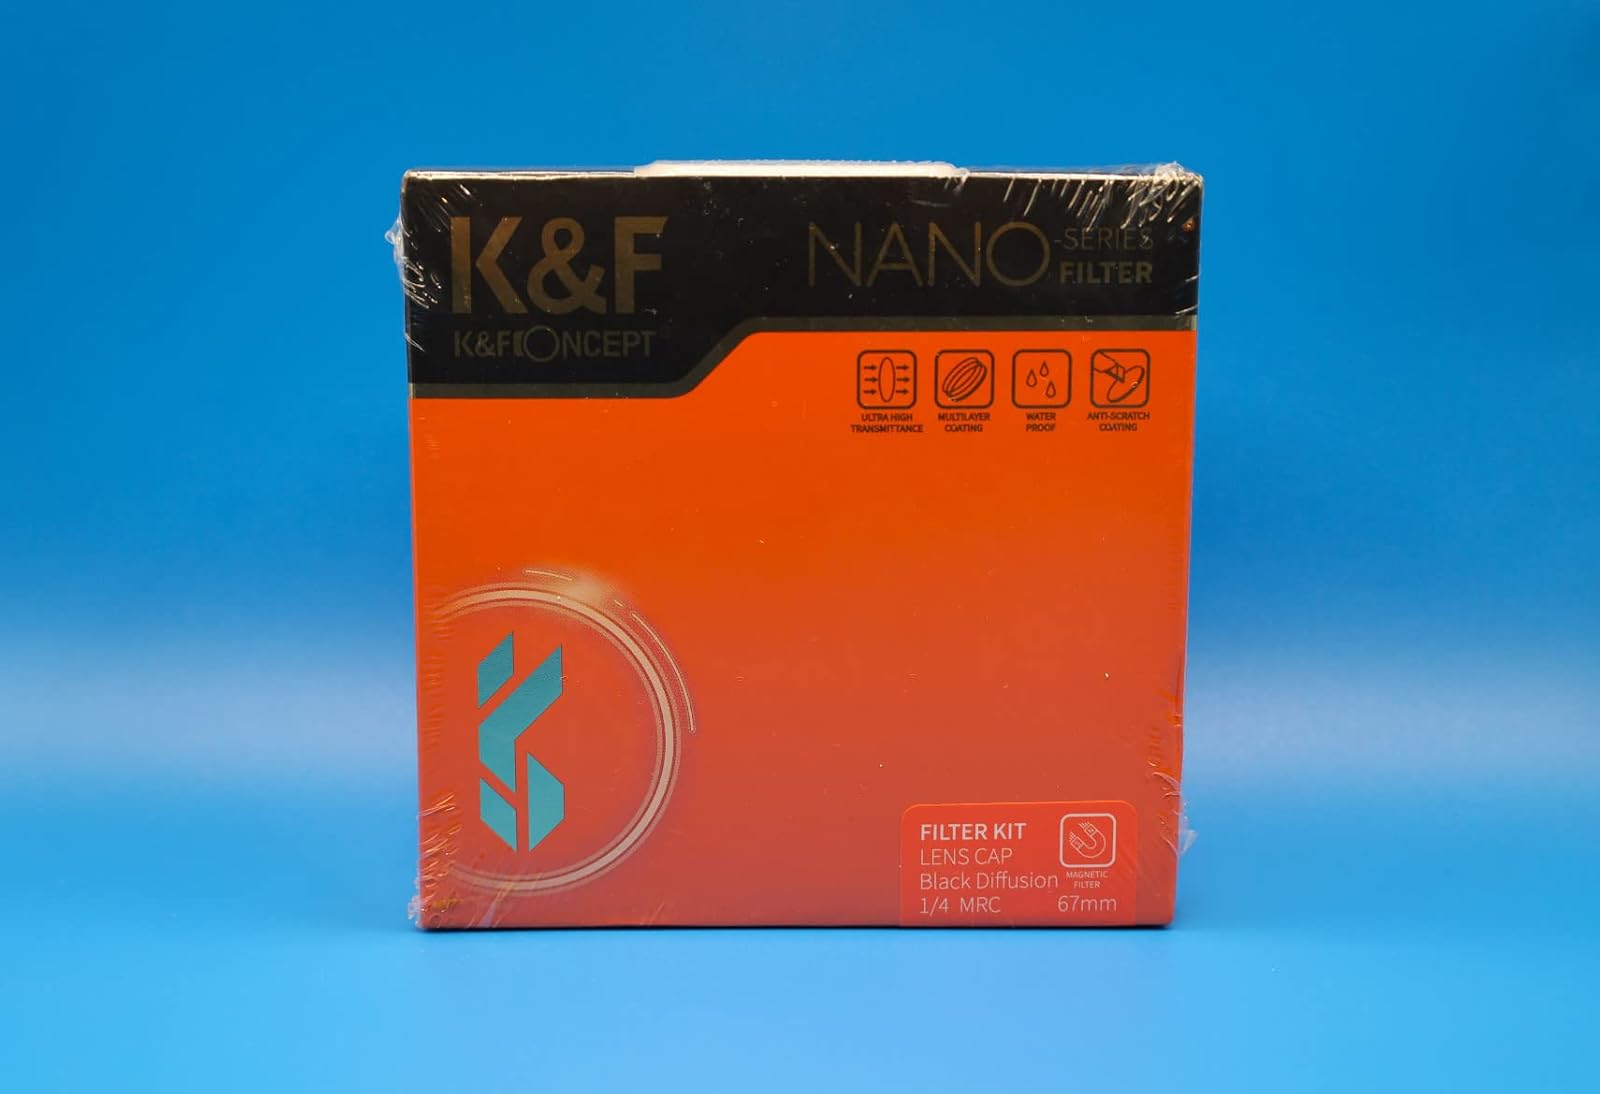 K&F
K&F CONCEPT
NANO-SERIES
FILTER
ULTRA HIGH
TRANSMITTANCE
MULTILAYER
COATING
WATER
PROOF
ANTI-SCRATCH
COATING
FILTER KIT
LENS CAP
Black Diffusion
1/4 MRC
MAGNETIC
FILTER
67mm